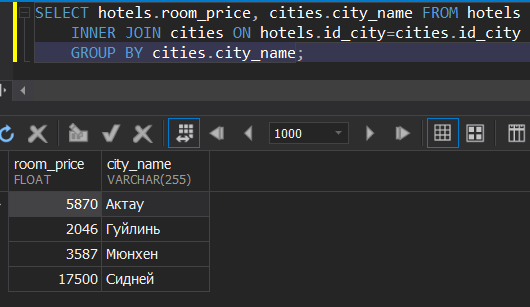 SELECT hotels.room_price, cities.city_name FROM hotels
INNER JOIN cities ON hotels.id_city=cities.id_city
GROUP BY cities.city_name;
1000
room_price city_name
FLOAT VARCHAR(255)
5870 Актау
2046 Гуйлинь
3587 Мюнхен
17500 Сидней